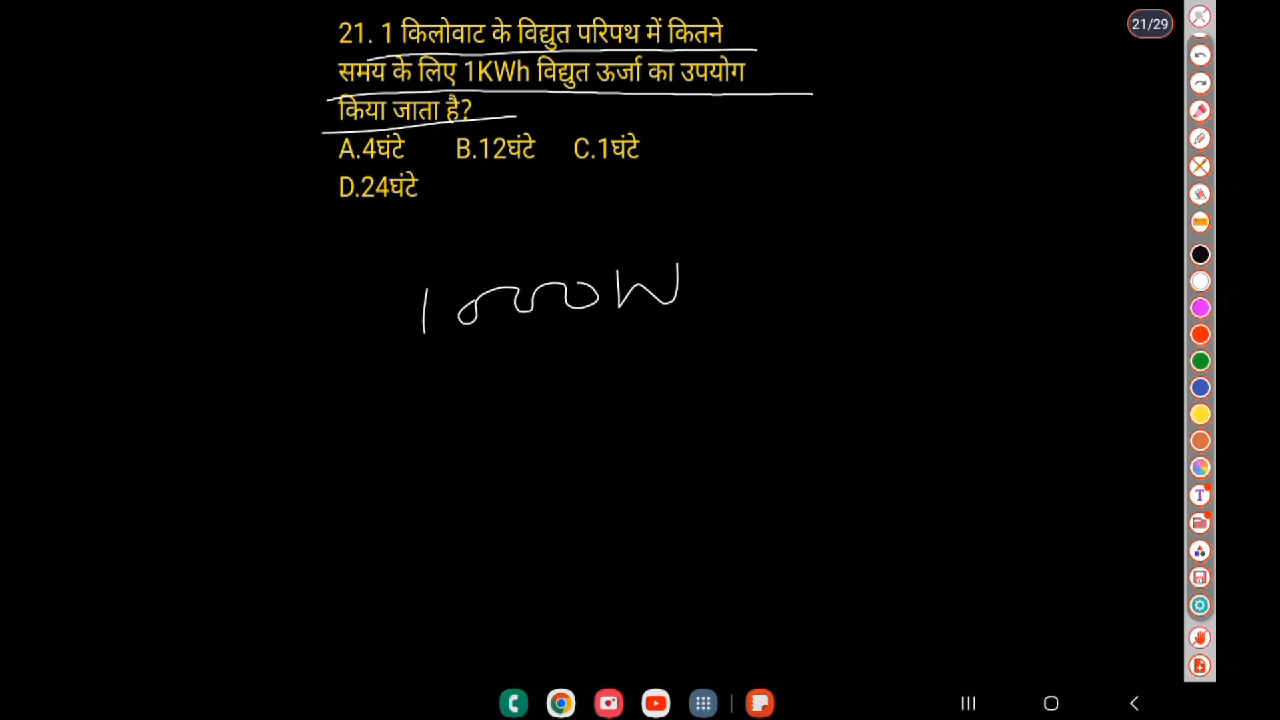 21. 1 किलोवाट के विद्युत परिपथ में कितने
समय के लिए 1KWh विद्युत ऊर्जा का उपयोग
किया जाता है?
A.4घंटे B.12घंटे C.1घंटे
D.24घंटे
1000W
21/29
T